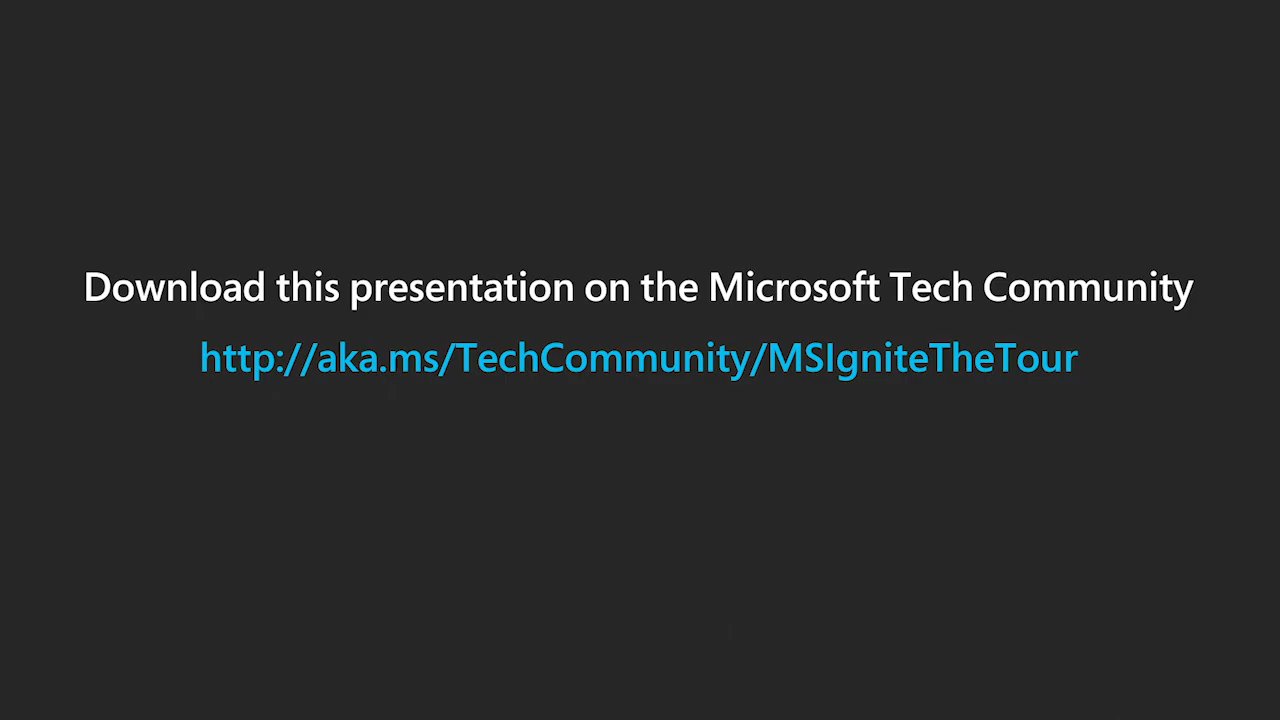 Download this presentation on the Microsoft Tech Community
http://aka.ms/TechCommunity/MSIgniteTheTour